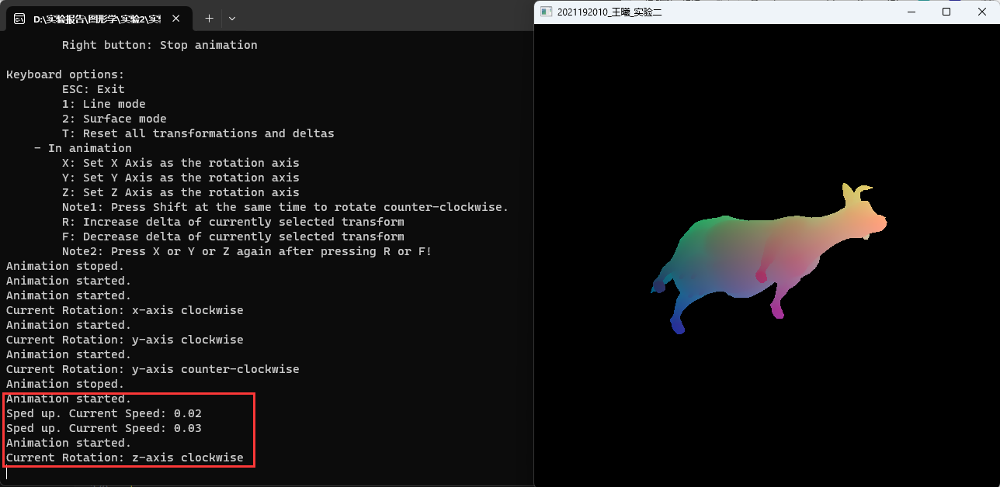 D:\实验报告\图形学\实验2\实
Right button: Stop animation
Keyboard options:
ESC: Exit
1: Line mode
2: Surface mode
T: Reset all transformations and deltas
- In animation
X: Set X Axis as the rotation axis
Y: Set Y Axis as the rotation axis
Z: Set Z Axis as the rotation axis
Note1: Press Shift at the same time to rotate counter-clockwise.
R: Increase delta of currently selected transform
F: Decrease delta of currently selected transform
Note2: Press X or Y or Z again after pressing R or F!
Animation stoped.
Animation started.
Animation started.
Current Rotation: x-axis clockwise
Animation started.
Current Rotation: y-axis clockwise
Animation started.
Current Rotation: y-axis counter-clockwise
Animation stoped.
Animation started.
Sped up. Current Speed: 0.02
Sped up. Current Speed: 0.03
Animation started.
Current Rotation: z-axis clockwise
2021192010_王曦_实验二